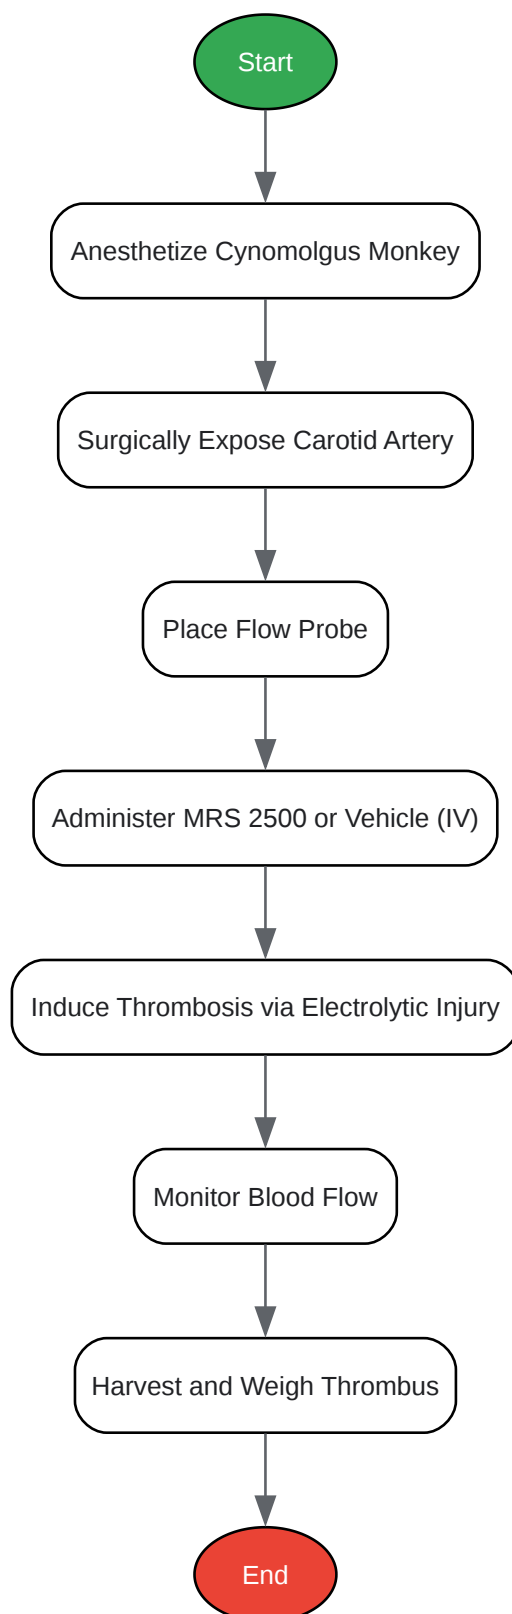 Start
Anesthetize Cynomolgus Monkey
Surgically Expose Carotid Artery
Place Flow Probe
Administer MRS 2500 or Vehicle (IV)
Induce Thrombosis via Electrolytic Injury
Monitor Blood Flow
Harvest and Weigh Thrombus
End